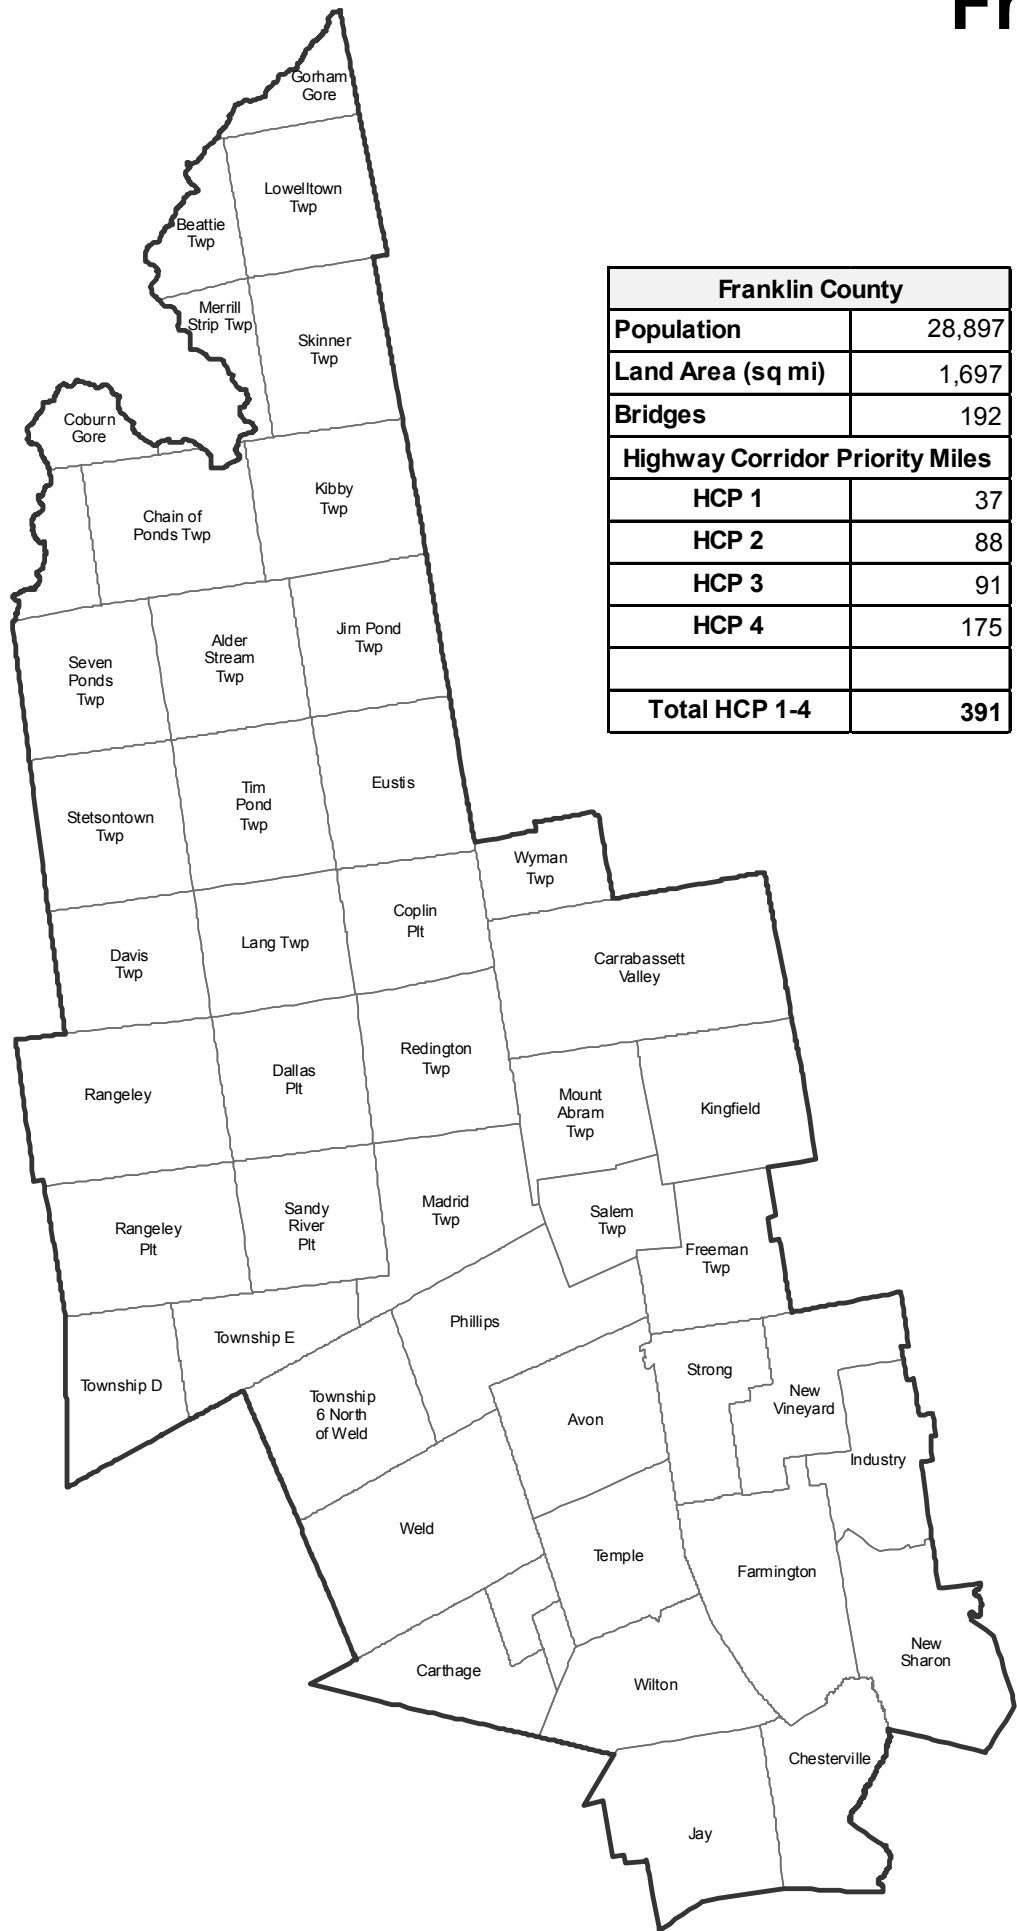 Fr
Gorham
Gore
Lowelltown
Twp
Beattie
Twp
Merrill
Strip Twp
Skinner
Twp
Franklin County
Population 28,897
Land Area (sq mi) 1,697
Bridges 192
Highway Corridor Priority Miles
HCP 1 37
HCP 2 88
HCP 3 91
HCP 4 175
Total HCP 1-4 391
Coburn
Gore
Kibby
Twp
Chain of
Ponds Twp
Jim Pond
Twp
Alder
Stream
Twp
Seven
Ponds
Twp
Eustis
Tim
Pond
Twp
Stetsontown
Twp
Wyman
Twp
Coplin
Plt
Lang Twp
Davis
Twp
Carrabassett
Valley
Redington
Twp
Dallas
Plt
Rangeley
Mount
Abram
Twp
Kingfield
Madrid
Twp
Sandy
River
Plt
Rangeley
Plt
Salem
Twp
Freeman
Twp
Phillips
Township E
Township D
Strong
New
Vineyard
Township
6 North
of Weld
Avon
Industry
Weld
Temple
Farmington
New
Sharon
Carthage
Wilton
Chesterville
Jay